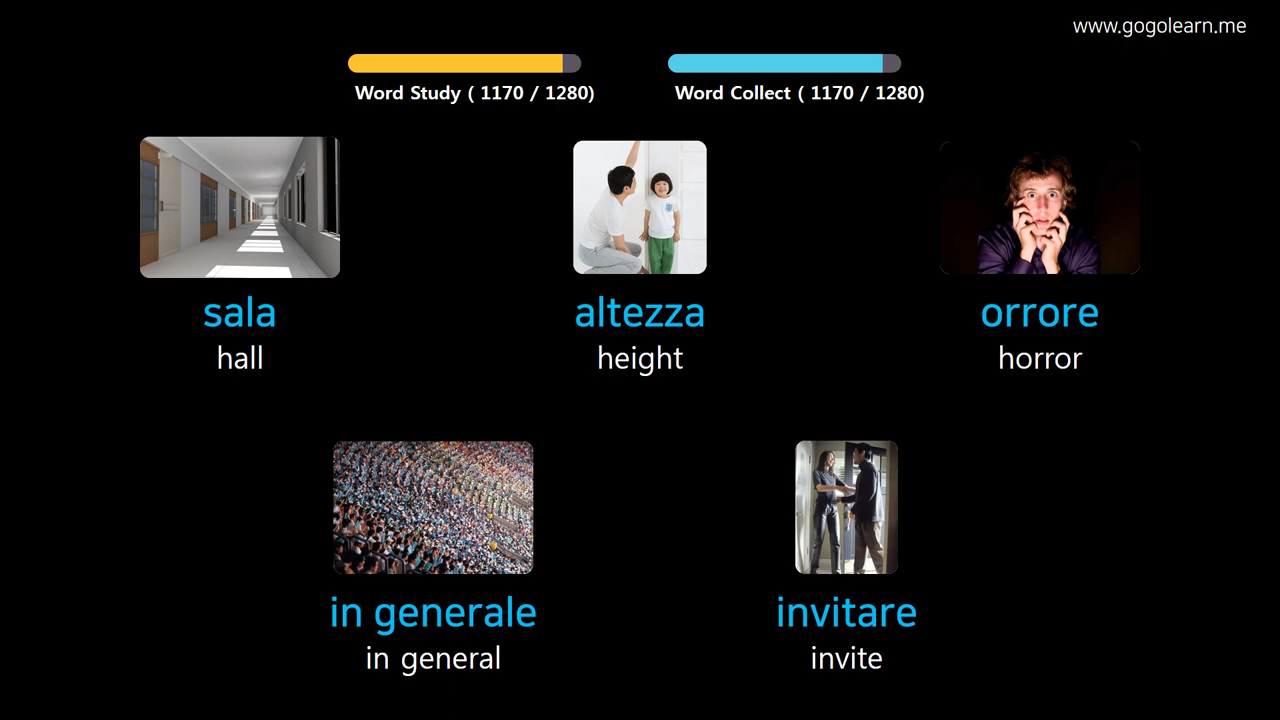 www.gogolearn.me
Word Study ( 1170 / 1280)
Word Collect ( 1170 / 1280)
sala
hall
altezza
height
orrore
horror
in generale
in general
invitare
invite